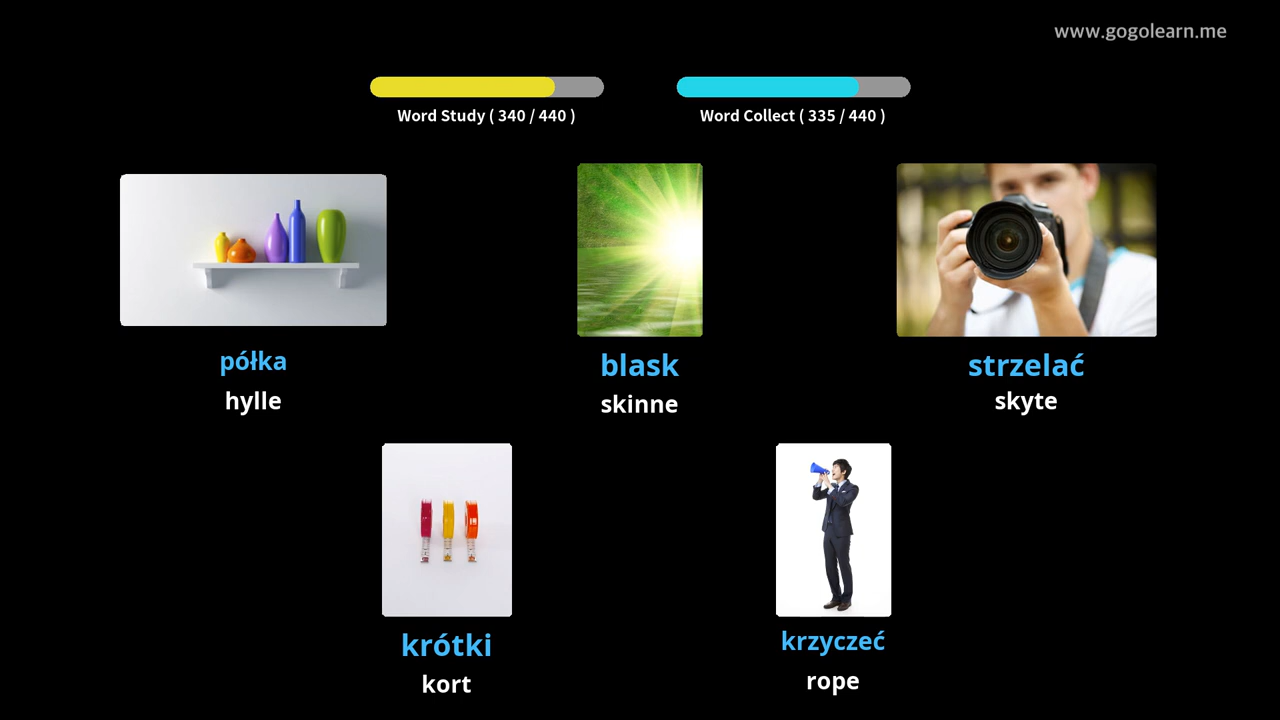 www.gogolearn.me
Word Study ( 340 / 440 )
Word Collect ( 335 / 440 )
półka
hylle
blask
skinne
strzelać
skyte
krótki
kort
krzyczeć
rope